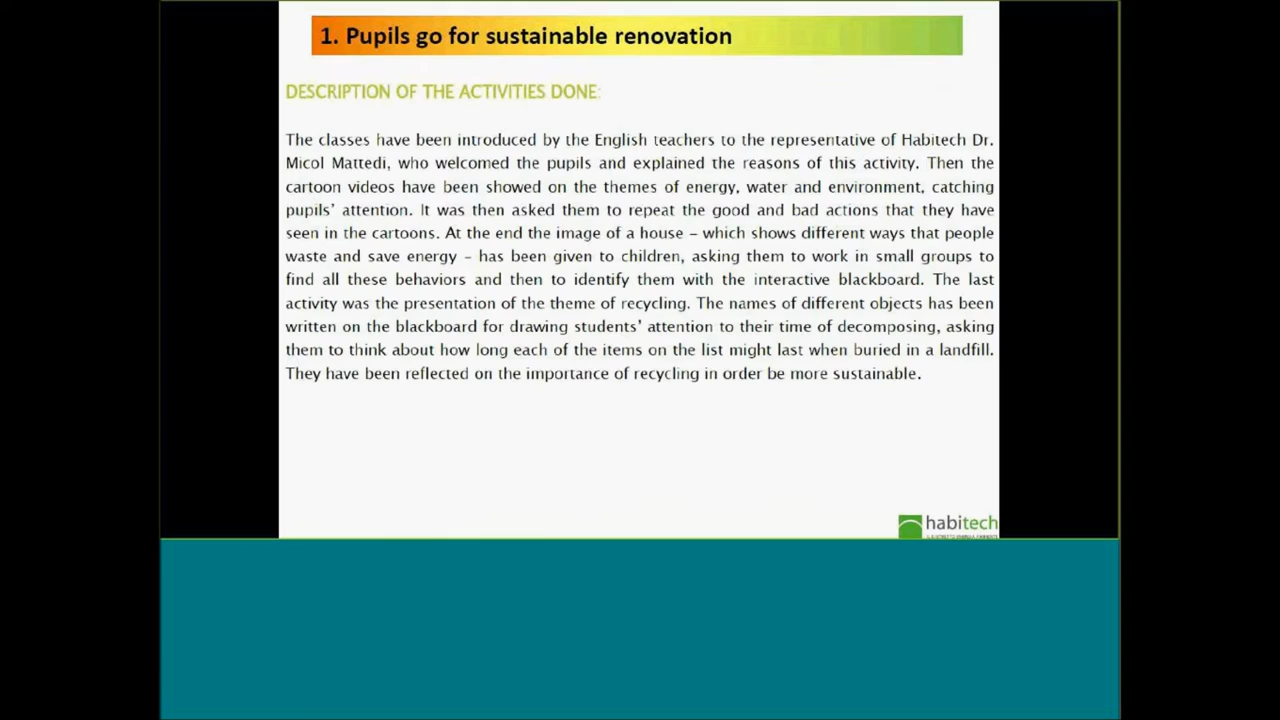 1. Pupils go for sustainable renovation
DESCRIPTION OF THE ACTIVITIES DONE:
The classes have been introduced by the English teachers to the representative of Habitech Dr.
Micol Mattedi, who welcomed the pupils and explained the reasons of this activity. Then the
cartoon videos have been showed on the themes of energy, water and environment, catching
pupils’ attention. It was then asked them to repeat the good and bad actions that they have
seen in the cartoons. At the end the image of a house – which shows different ways that people
waste and save energy – has been given to children, asking them to work in small groups to
find all these behaviors and then to identify them with the interactive blackboard. The last
activity was the presentation of the theme of recycling. The names of different objects has been
written on the blackboard for drawing students’ attention to their time of decomposing, asking
them to think about how long each of the items on the list might last when buried in a landfill.
They have been reflected on the importance of recycling in order be more sustainable.
habitech